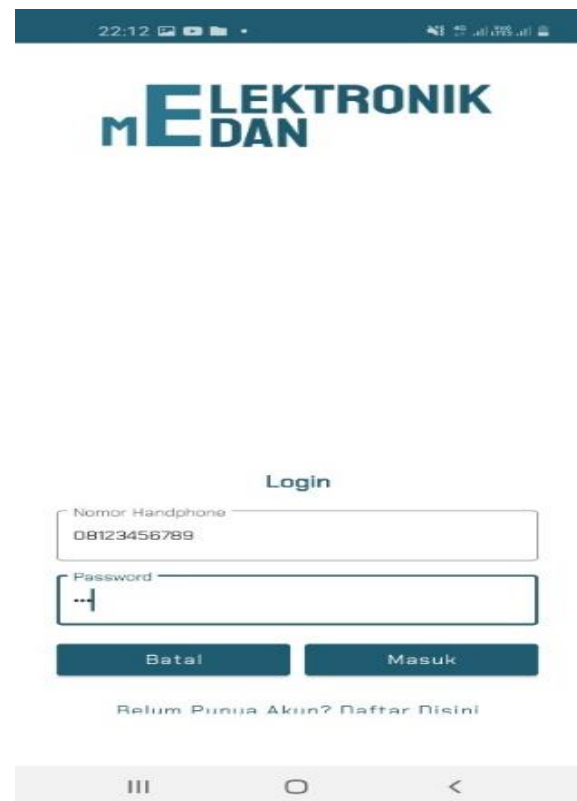 22:12
ELEKTRONIK
MEDAN
Login
Nomor Handphone
08123456789
Password
Batal
Masuk
Belum Punya Akun? Daftar Disini